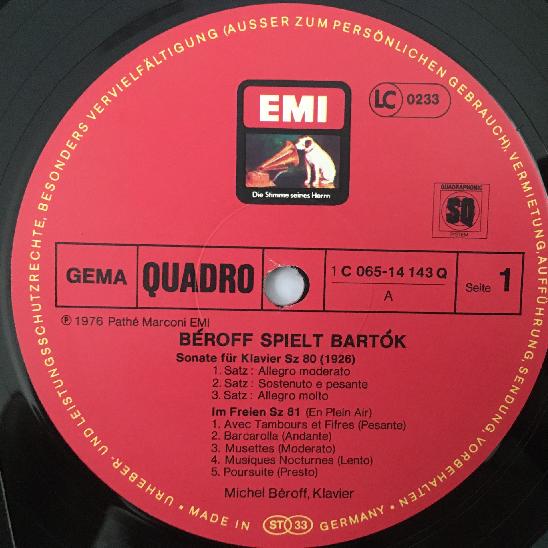 URHEBER- UND LEISTUNGSSCHUTZRECHTE, BESONDERS VERVIELFÄLTIGUNG (AUSSER ZUM PERSÖNLICHEN GEBRAUCH), VERMIETUNG, AUFFÜHRUNG, SENDUNG, VORBEHALTEN
EMI
Die Stimme seines Herrn
LC 0233
QUADRAPHONIC
SQ
SYSTEM
GEMA QUADRO 1 C 065-14 143 Q Seite 1
A
℗ 1976 Pathé Marconi EMI
BÉROFF SPIELT BARTÓK
Sonate für Klavier Sz 80 (1926)
1. Satz: Allegro moderato
2. Satz: Sostenuto e pesante
3. Satz: Allegro molto
Im Freien Sz 81 (En Plein Air)
1. Avec Tambours et Fifres (Pesante)
2. Barcarolla (Andante)
3. Musettes (Moderato)
4. Musiques Nocturnes (Lento)
5. Poursuite (Presto)
Michel Béroff, Klavier
• MADE IN ST 33 GERMANY •